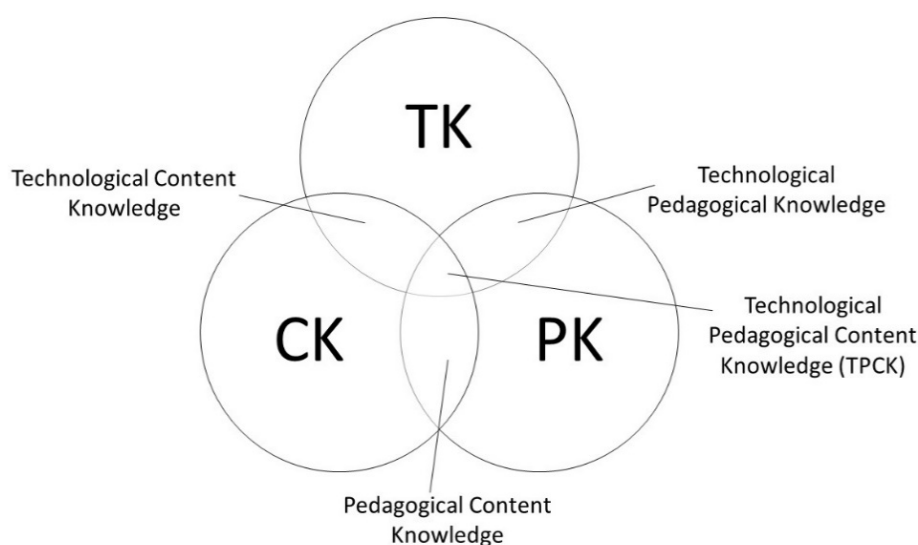 TK
Technological Content
Knowledge
Technological
Pedagogical Knowledge
CK
PK
Technological
Pedagogical Content
Knowledge (TPCK)
Pedagogical Content
Knowledge